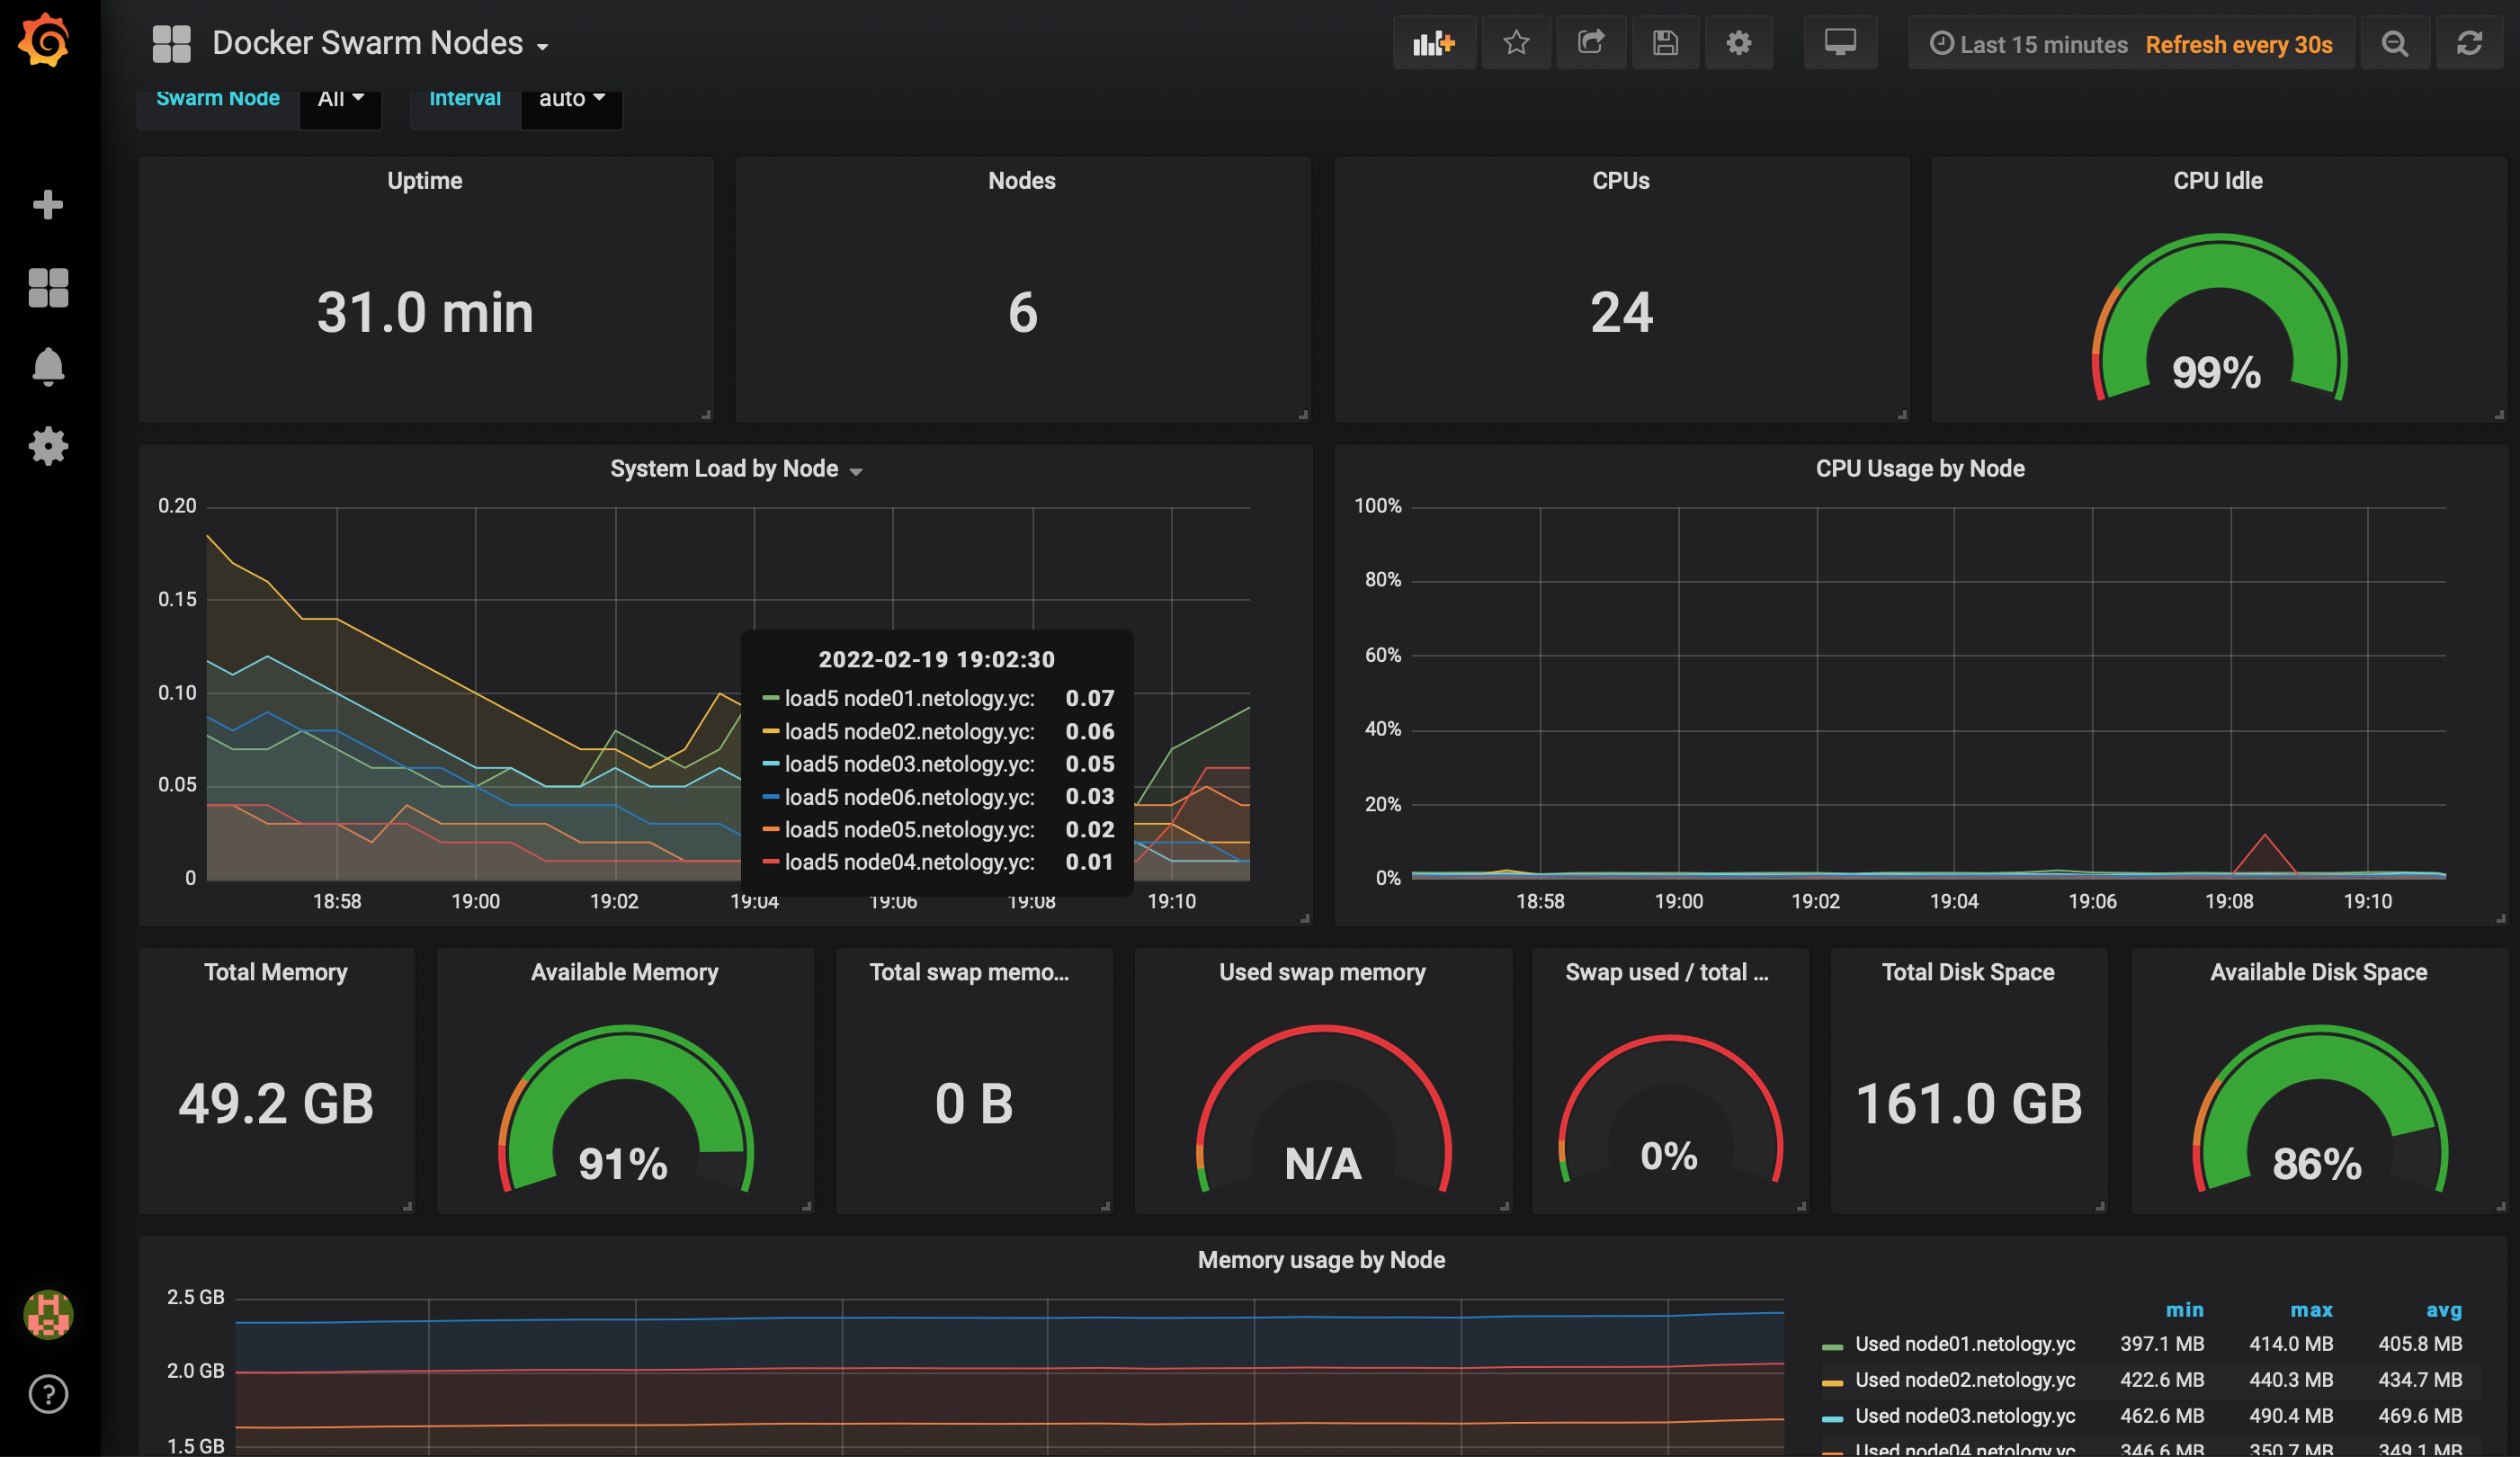 Docker Swarm Nodes
Last 15 minutes Refresh every 30s
Swarm Node All Interval auto
Uptime
31.0 min
Nodes
6
CPUs
24
CPU Idle
99%
System Load by Node
0.20
0.15
0.10
0.05
0
18:58 19:00 19:02 19:04 19:06 19:08 19:10
2022-02-19 19:02:30
load5 node01.netology.yc: 0.07
load5 node02.netology.yc: 0.06
load5 node03.netology.yc: 0.05
load5 node06.netology.yc: 0.03
load5 node05.netology.yc: 0.02
load5 node04.netology.yc: 0.01
CPU Usage by Node
100%
80%
60%
40%
20%
0%
18:58 19:00 19:02 19:04 19:06 19:08 19:10
Total Memory
49.2 GB
Available Memory
91%
Total swap memo...
0 B
Used swap memory
N/A
Swap used / total ...
0%
Total Disk Space
161.0 GB
Available Disk Space
86%
Memory usage by Node
2.5 GB
2.0 GB
1.5 GB
min max avg
Used node01.netology.yc 397.1 MB 414.0 MB 405.8 MB
Used node02.netology.yc 422.6 MB 440.3 MB 434.7 MB
Used node03.netology.yc 462.6 MB 490.4 MB 469.6 MB
Used node04.netology.yc 346.6 MB 350.7 MB 349.1 MB